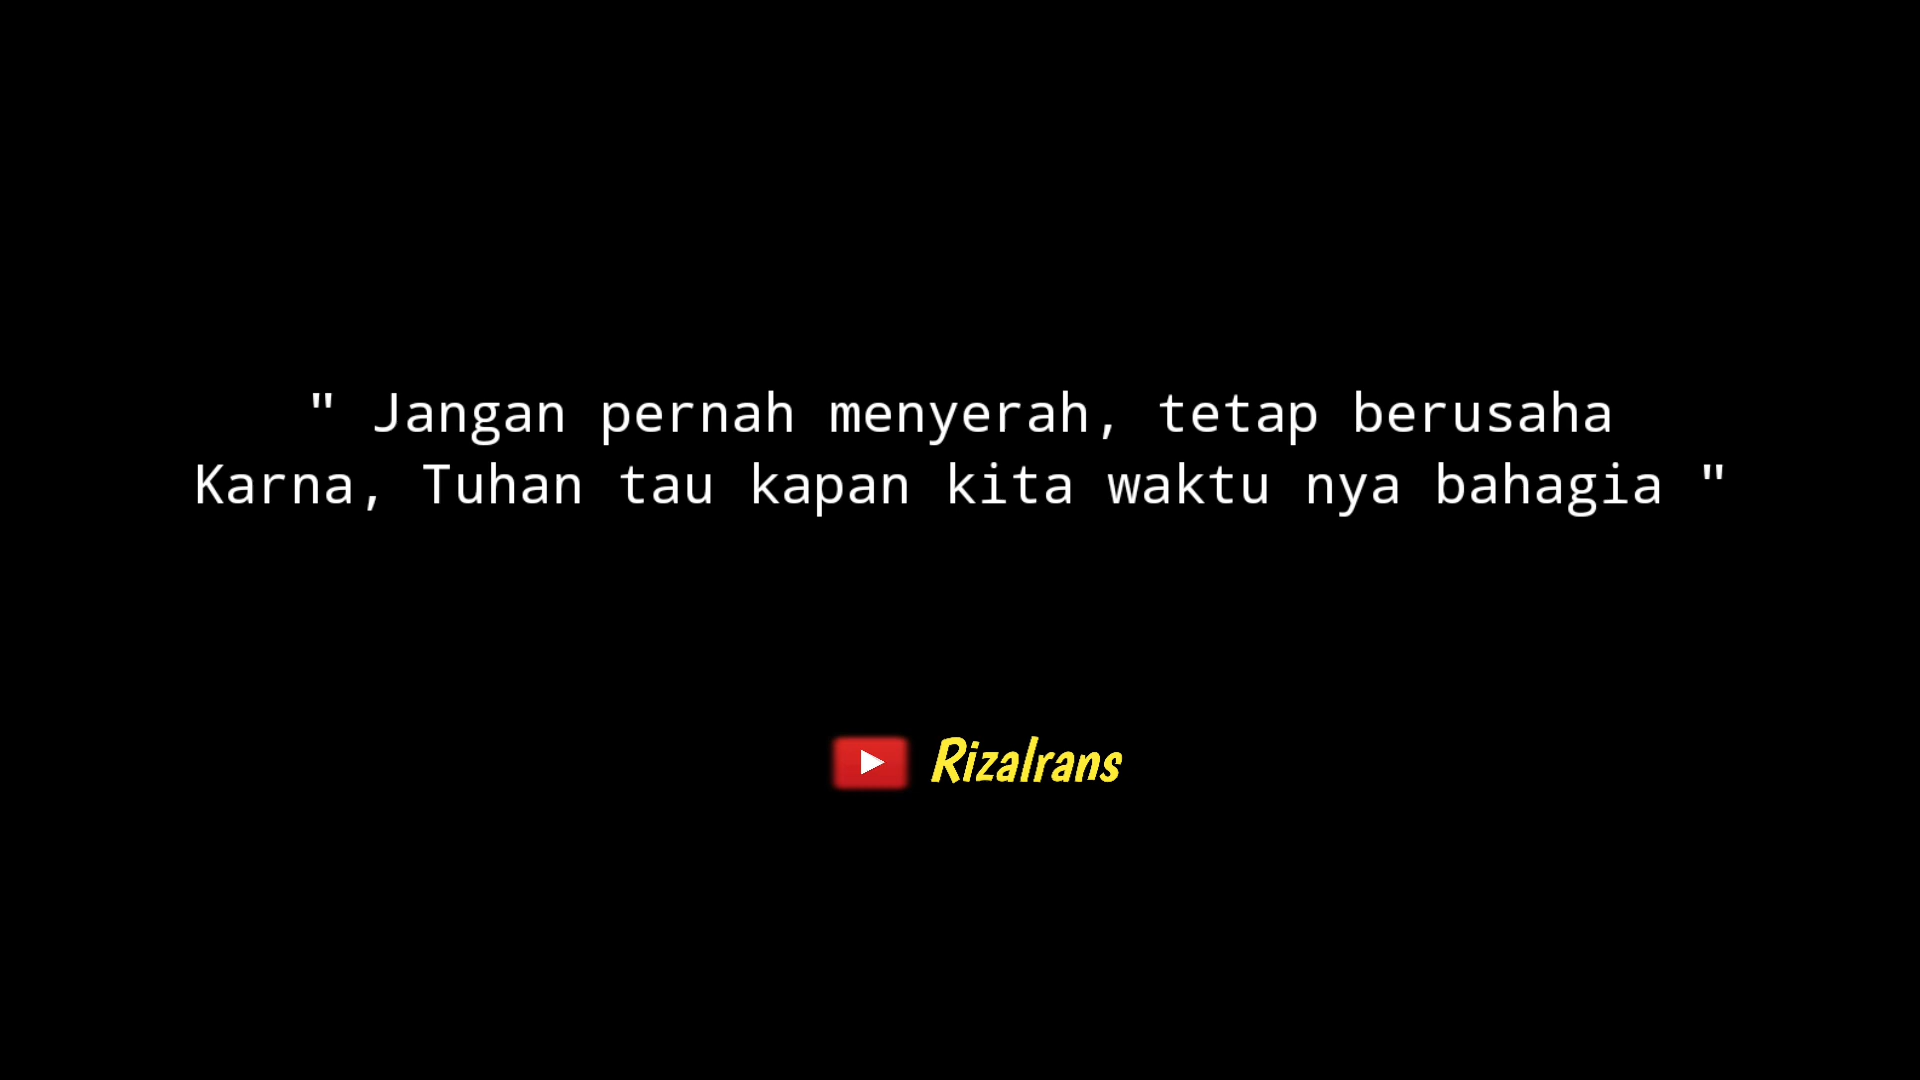 " Jangan pernah menyerah, tetap berusaha
Karna, Tuhan tau kapan kita waktu nya bahagia "
Rizalrans